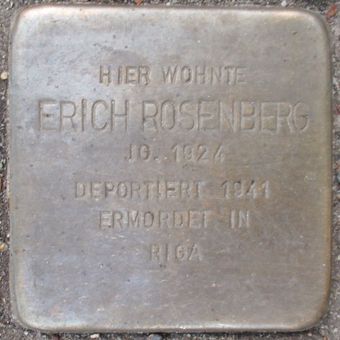 HIER WOHNTE
ERICH ROSENBERG
JG. 1924
DEPORTIERT 1941
ERMORDET IN
RIGA